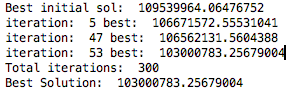 Best initial sol:  109539964.06476752
iteration:  5 best:  106671572.55531041
iteration:  47 best:  106562131.5604388
iteration:  53 best:  103000783.25679004
Total iterations:  300
Best Solution:  103000783.25679004